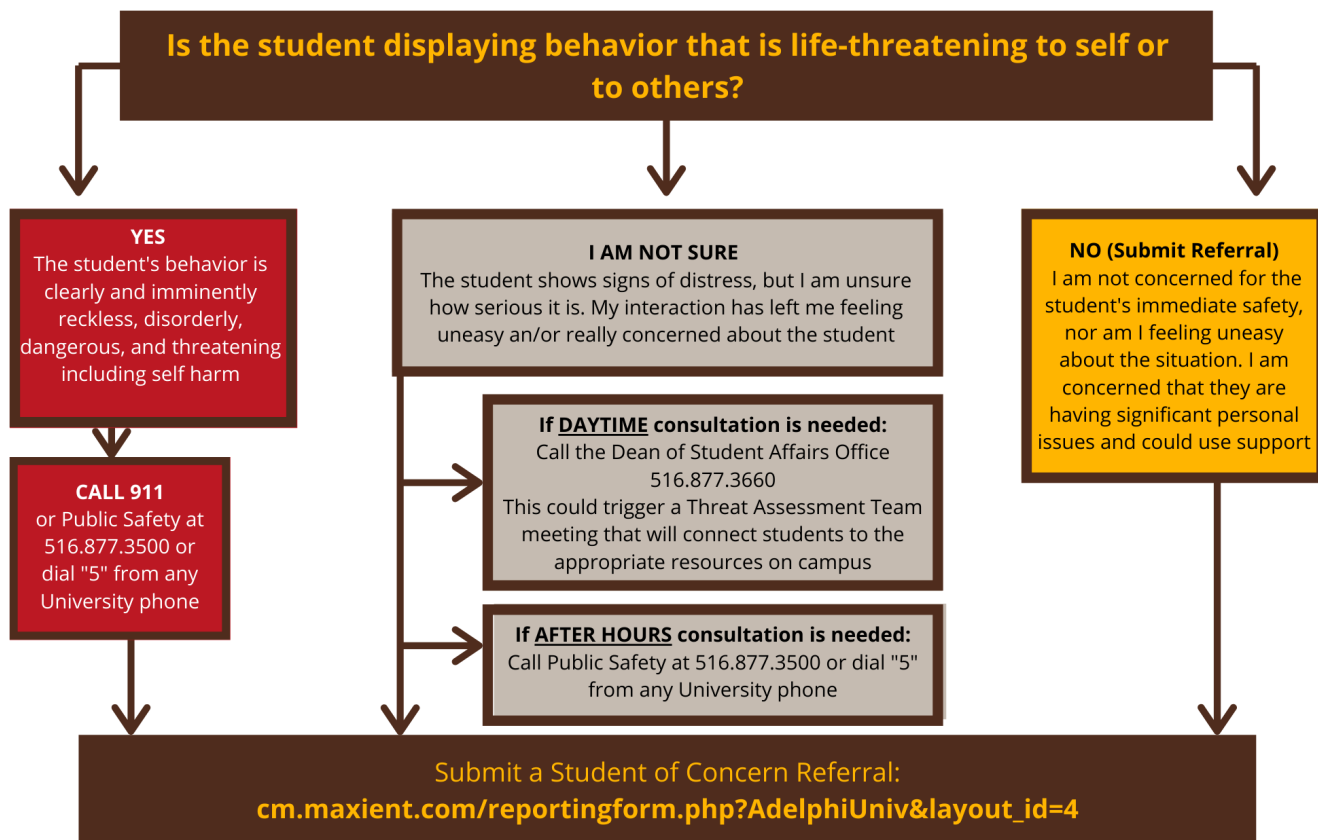 Is the student displaying behavior that is life-threatening to self or
to others?
YES
The student's behavior is
clearly and imminently
reckless, disorderly,
dangerous, and threatening
including self harm
CALL 911
or Public Safety at
516.877.3500 or
dial "5" from any
University phone
I AM NOT SURE
The student shows signs of distress, but I am unsure
how serious it is. My interaction has left me feeling
uneasy an/or really concerned about the student
If DAYTIME consultation is needed:
Call the Dean of Student Affairs Office
516.877.3660
This could trigger a Threat Assessment Team
meeting that will connect students to the
appropriate resources on campus
If AFTER HOURS consultation is needed:
Call Public Safety at 516.877.3500 or dial "5"
from any University phone
NO (Submit Referral)
I am not concerned for the
student's immediate safety,
nor am I feeling uneasy
about the situation. I am
concerned that they are
having significant personal
issues and could use support
Submit a Student of Concern Referral:
cm.maxient.com/reportingform.php?AdelphiUniv&layout_id=4